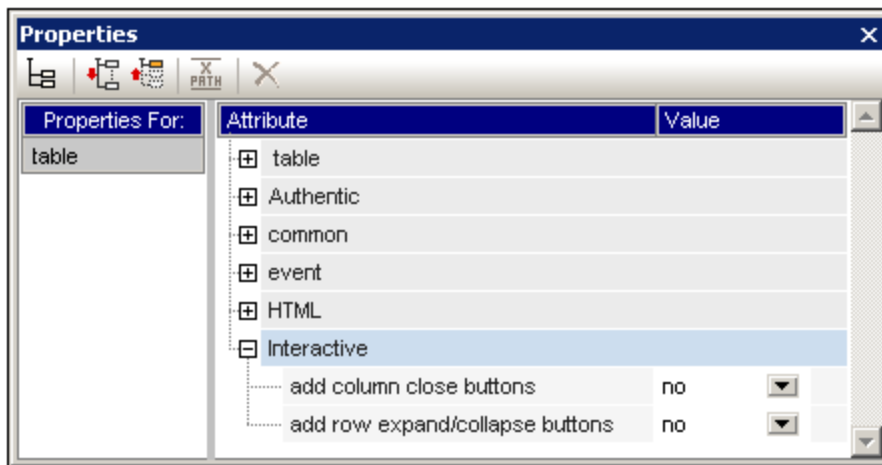 Properties
X
PATH
Properties For:
Attribute
Value
table
table
Authentic
common
event
HTML
Interactive
add column close buttons
no
add row expand/collapse buttons
no